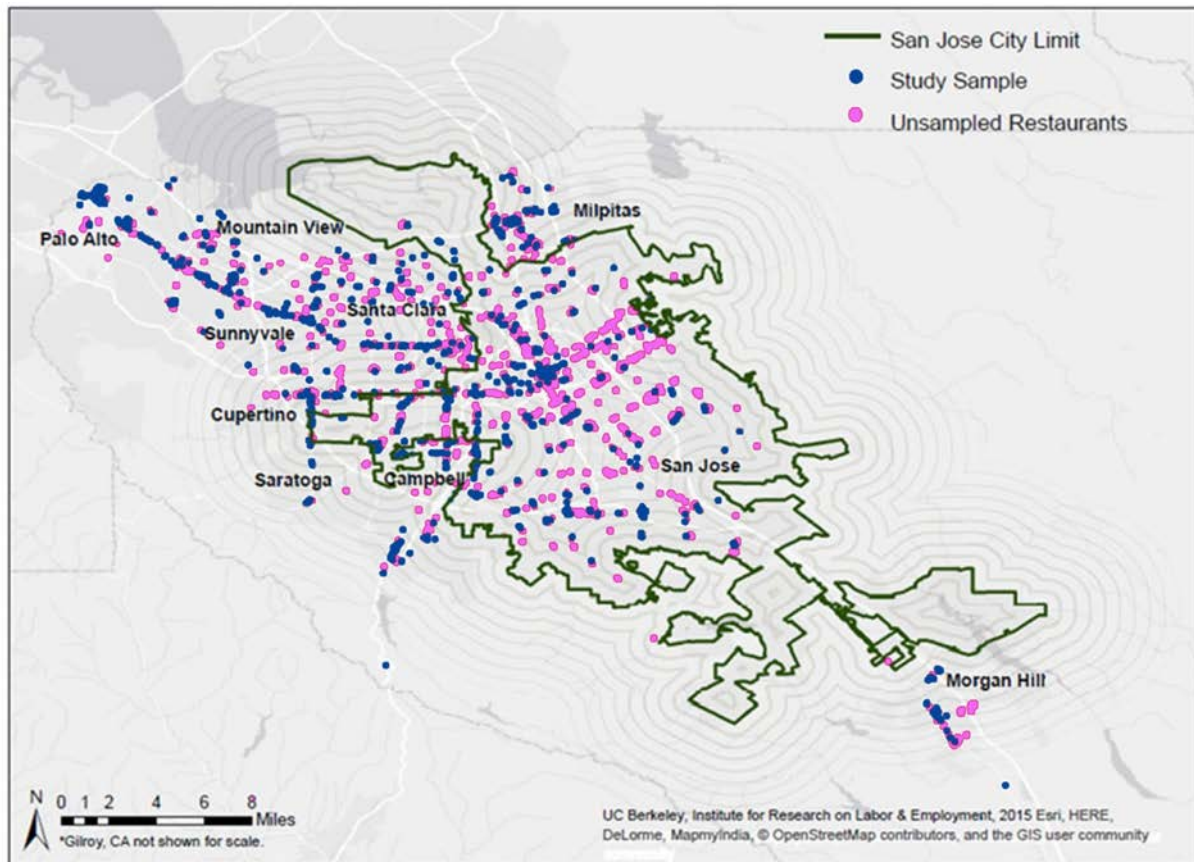 San Jose City Limit
Study Sample
Unsampled Restaurants
Milpitas
Mountain View
Palo Alto
Santa Clara
Sunnyvale
Cupertino
San Jose
Saratoga
Campbell
Morgan Hill
N
0 1 2 4 6 8
Miles
*Gilroy, CA not shown for scale.
UC Berkeley, Institute for Research on Labor & Employment, 2015 Esri, HERE,
DeLorme, MapmyIndia, © OpenStreetMap contributors, and the GIS user community